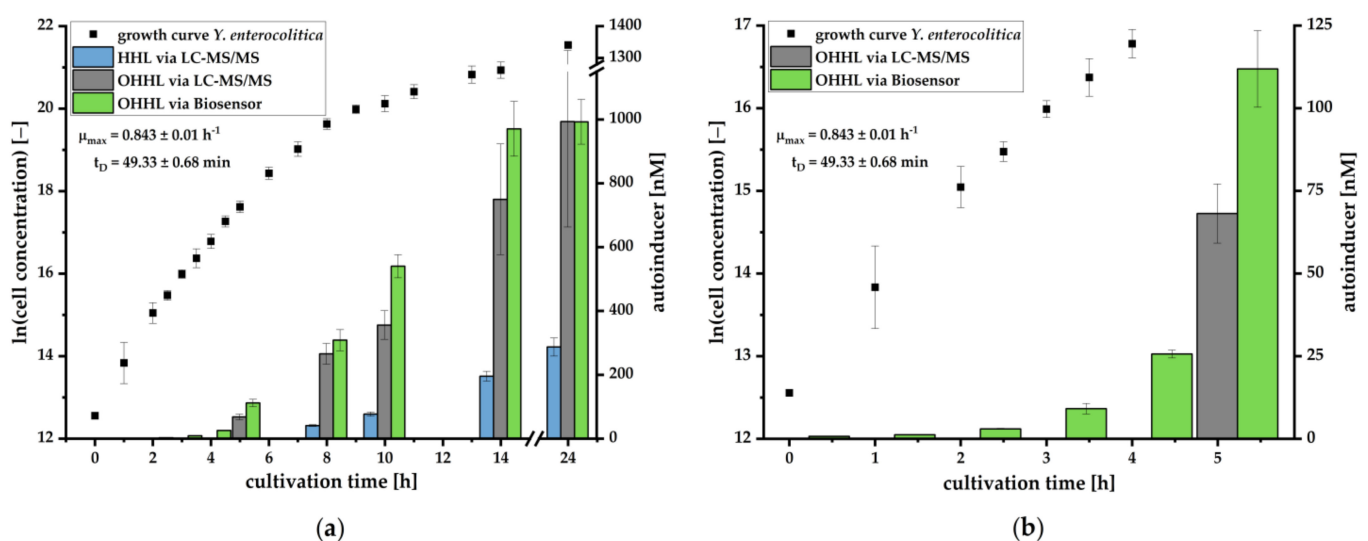 22
21
20
19
18
17
16
15
14
13
12
ln(cell concentration) [−]
growth curve Y. enterocolitica
HHL via LC-MS/MS
OHHL via LC-MS/MS
OHHL via Biosensor
μmax = 0.843 ± 0.01 h-1
tD = 49.33 ± 0.68 min
1400
1300
1000
800
600
400
200
0
autoinducer [nM]
0 2 4 6 8 10 12 14 24
cultivation time [h]
(a)
17
16
15
14
13
12
ln(cell concentration) [−]
growth curve Y. enterocolitica
OHHL via LC-MS/MS
OHHL via Biosensor
μmax = 0.843 ± 0.01 h-1
tD = 49.33 ± 0.68 min
125
100
75
50
25
0
autoinducer [nM]
0 1 2 3 4 5
cultivation time [h]
(b)